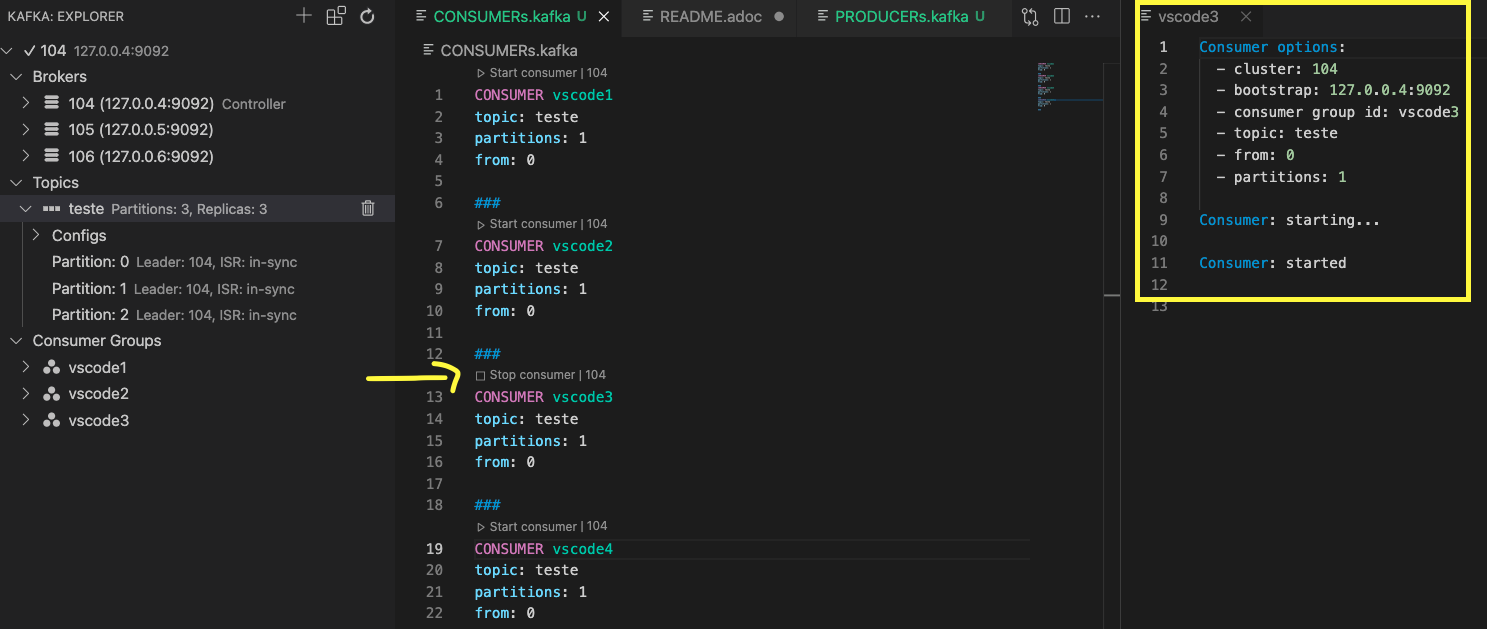 KAFKA: EXPLORER
104 127.0.0.4:9092
Brokers
104 (127.0.0.4:9092) Controller
105 (127.0.0.5:9092)
106 (127.0.0.6:9092)
Topics
teste Partitions: 3, Replicas: 3
Configs
Partition: 0 Leader: 104, ISR: in-sync
Partition: 1 Leader: 104, ISR: in-sync
Partition: 2 Leader: 104, ISR: in-sync
Consumer Groups
vscode1
vscode2
vscode3
CONSUMERs.kafka U
README.adoc
PRODUCERs.kafka U
CONSUMERs.kafka
Start consumer | 104
1 CONSUMER vscode1
2 topic: teste
3 partitions: 1
4 from: 0
5
6 ###
Start consumer | 104
7 CONSUMER vscode2
8 topic: teste
9 partitions: 1
10 from: 0
11
12 ###
Stop consumer | 104
13 CONSUMER vscode3
14 topic: teste
15 partitions: 1
16 from: 0
17
18 ###
Start consumer | 104
19 CONSUMER vscode4
20 topic: teste
21 partitions: 1
22 from: 0
vscode3
1 Consumer options:
2 - cluster: 104
3 - bootstrap: 127.0.0.4:9092
4 - consumer group id: vscode3
5 - topic: teste
6 - from: 0
7 - partitions: 1
8
9 Consumer: starting...
10
11 Consumer: started
12
13